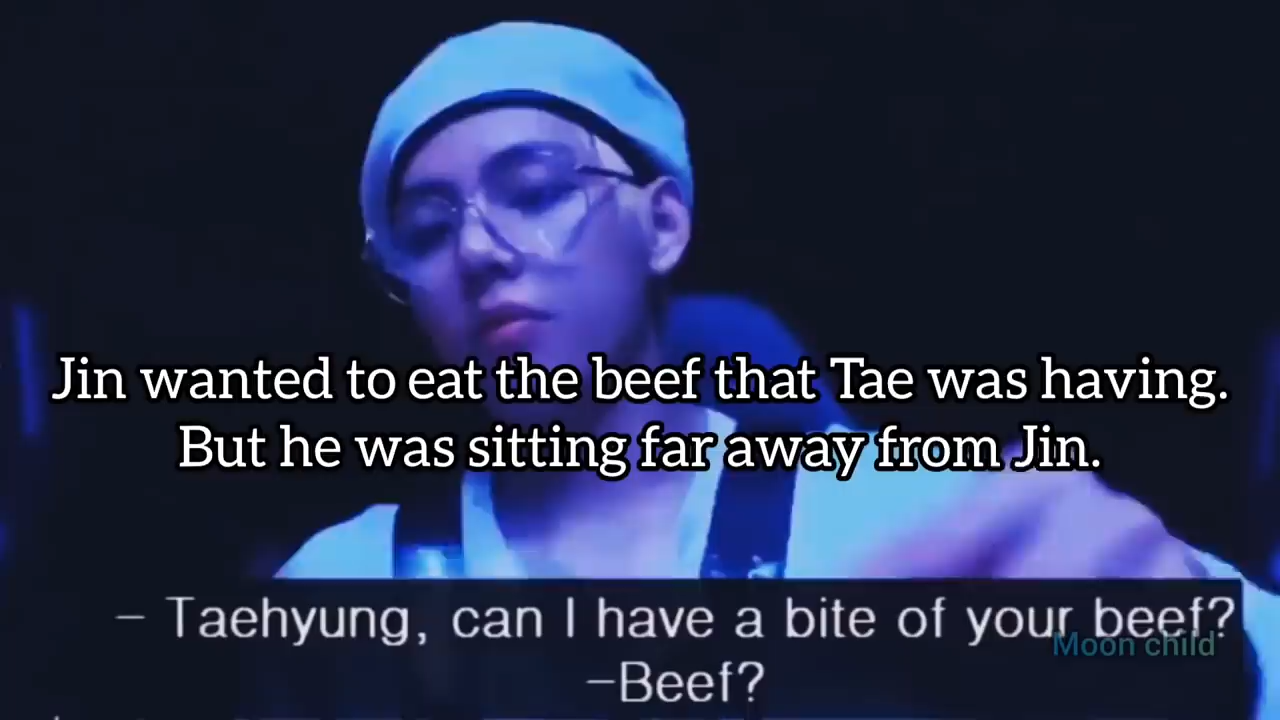 Jin wanted to eat the beef that Tae was having.
But he was sitting far away from Jin.
– Taehyung, can I have a bite of your beef?
Moon child
–Beef?